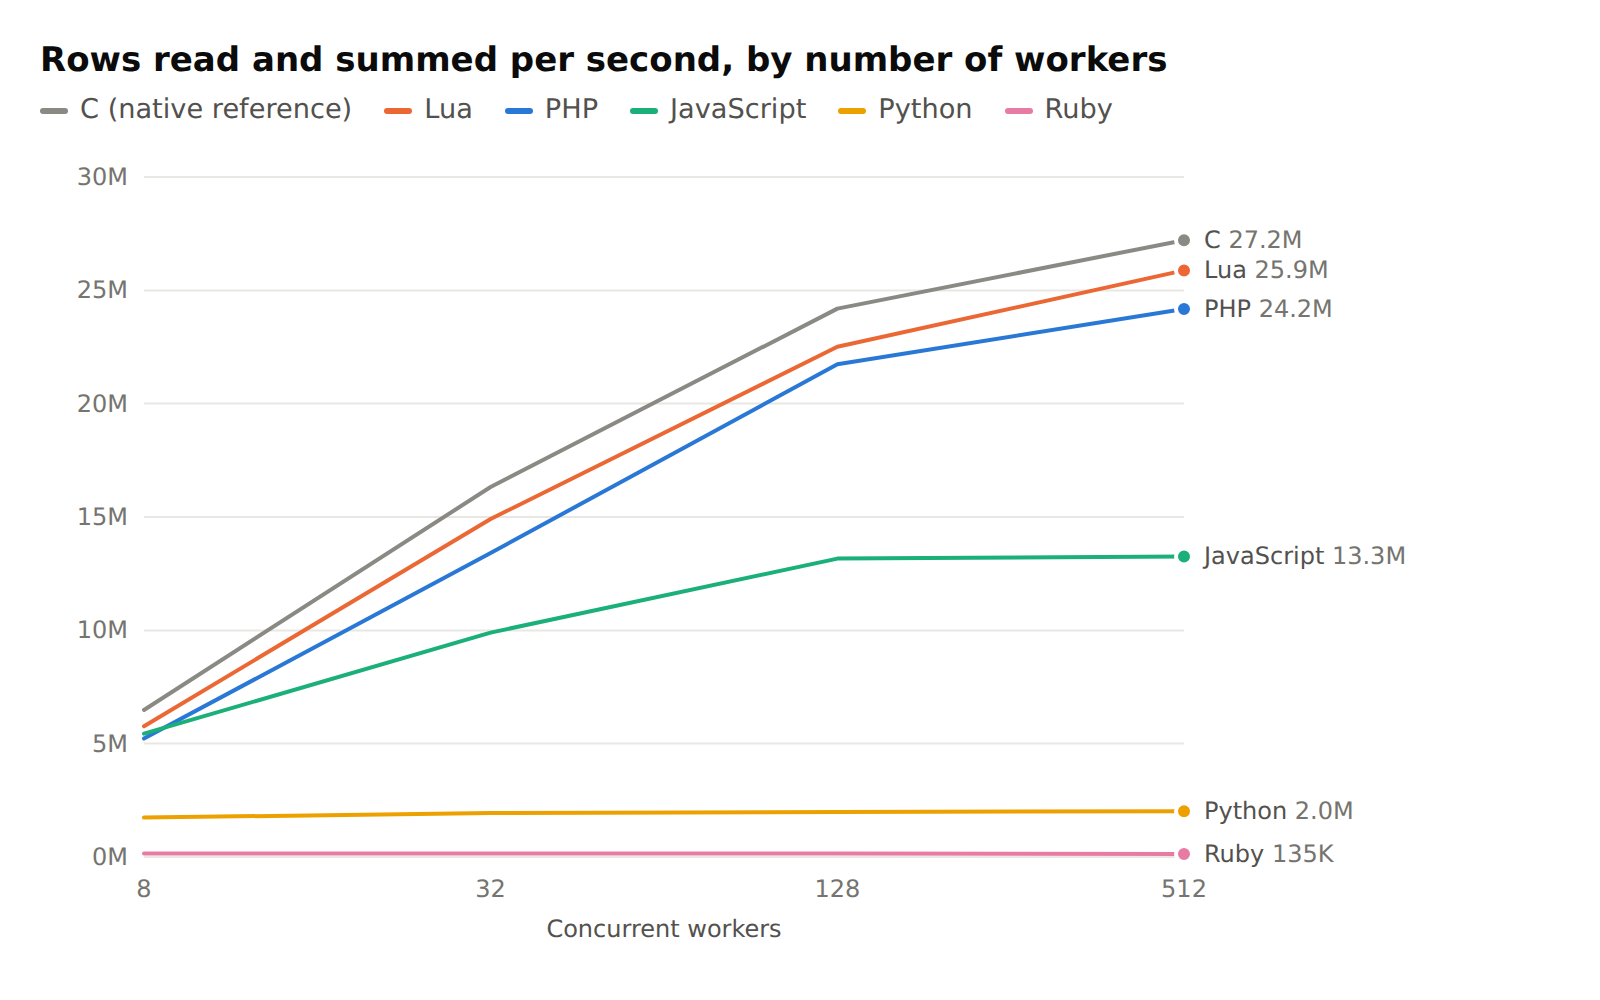 Rows read and summed per second, by number of workers
C (native reference) Lua PHP JavaScript Python Ruby
30M
C 27.2M
Lua 25.9M
25M
PHP 24.2M
20M
15M
JavaScript 13.3M
10M
5M
Python 2.0M
0M
Ruby 135K
8 32 128 512
Concurrent workers